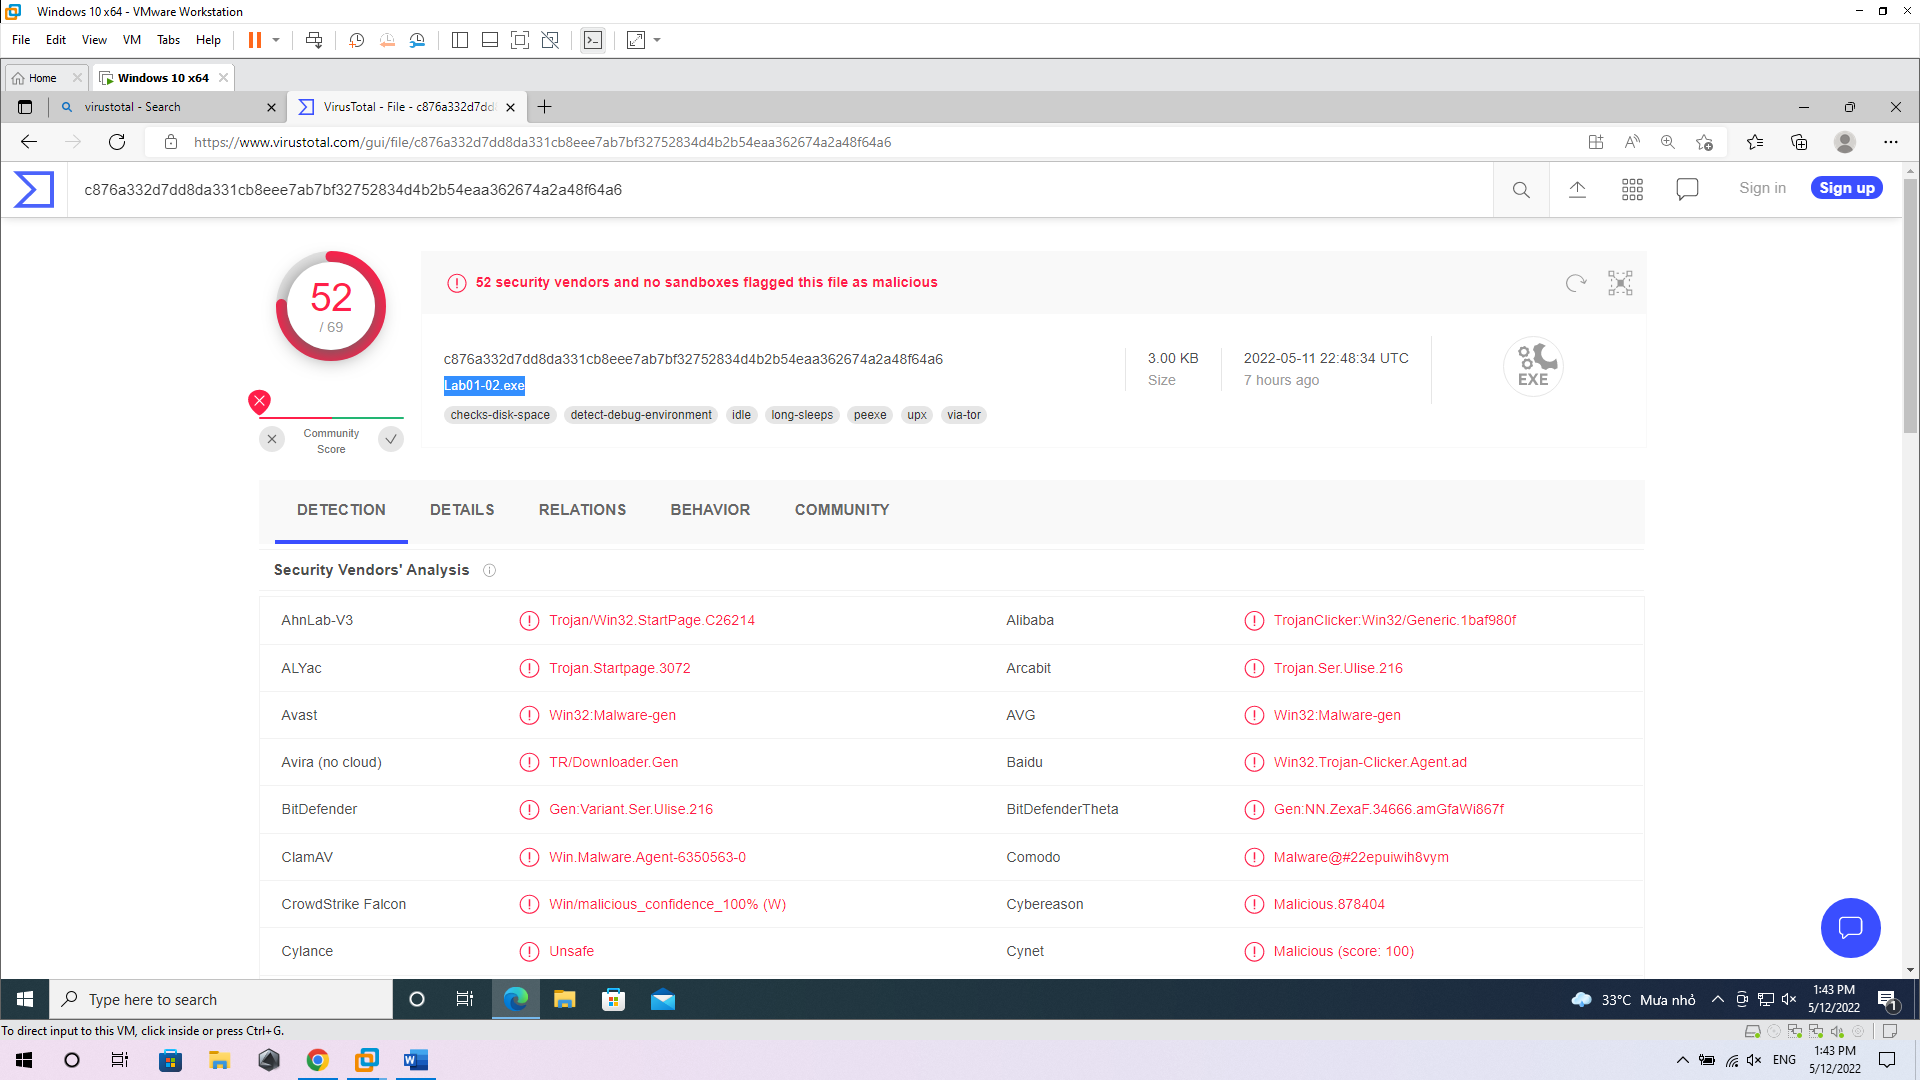 Windows 10 x64 - VMware Workstation
File Edit View VM Tabs Help
Home Windows 10 x64
virustotal - Search VirusTotal - File - c876a332d7dd
https://www.virustotal.com/gui/file/c876a332d7dd8da331cb8eee7ab7bf32752834d4b2b54eaa362674a2a48f64a6
c876a332d7dd8da331cb8eee7ab7bf32752834d4b2b54eaa362674a2a48f64a6
Sign in Sign up
52
/ 69
52 security vendors and no sandboxes flagged this file as malicious
c876a332d7dd8da331cb8eee7ab7bf32752834d4b2b54eaa362674a2a48f64a6
Lab01-02.exe
3.00 KB
Size
2022-05-11 22:48:34 UTC
7 hours ago
EXE
checks-disk-space detect-debug-environment idle long-sleeps peexe upx via-tor
Community
Score
DETECTION DETAILS RELATIONS BEHAVIOR COMMUNITY
Security Vendors' Analysis
AhnLab-V3 Trojan/Win32.StartPage.C26214 Alibaba TrojanClicker:Win32/Generic.1baf980f
ALYac Trojan.Startpage.3072 Arcabit Trojan.Ser.Ulise.216
Avast Win32:Malware-gen AVG Win32:Malware-gen
Avira (no cloud) TR/Downloader.Gen Baidu Win32.Trojan-Clicker.Agent.ad
BitDefender Gen:Variant.Ser.Ulise.216 BitDefenderTheta Gen:NN.ZexaF.34666.amGfaWi867f
ClamAV Win.Malware.Agent-6350563-0 Comodo Malware@#22epuiwih8vym
CrowdStrike Falcon Win/malicious_confidence_100% (W) Cybereason Malicious.878404
Cylance Unsafe Cynet Malicious (score: 100)
Type here to search
33°C Mưa nhỏ
1:43 PM
5/12/2022
1
To direct input to this VM, click inside or press Ctrl+G.
ENG
1:43 PM
5/12/2022